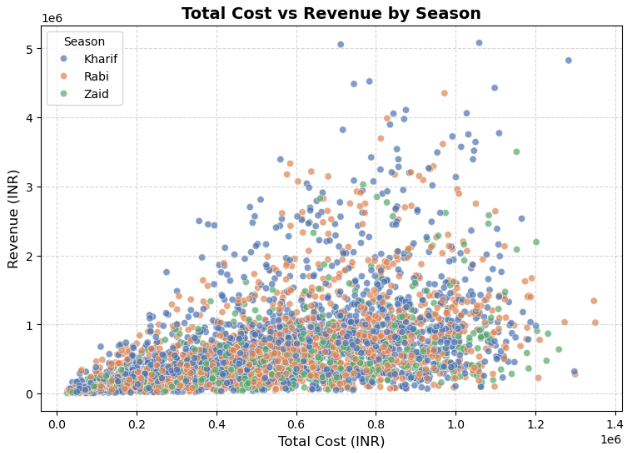 Total Cost vs Revenue by Season
1e6
Season
Kharif
Rabi
Zaid
5
4
3
2
1
0
Revenue (INR)
0.0 0.2 0.4 0.6 0.8 1.0 1.2 1.4
Total Cost (INR)
1e6